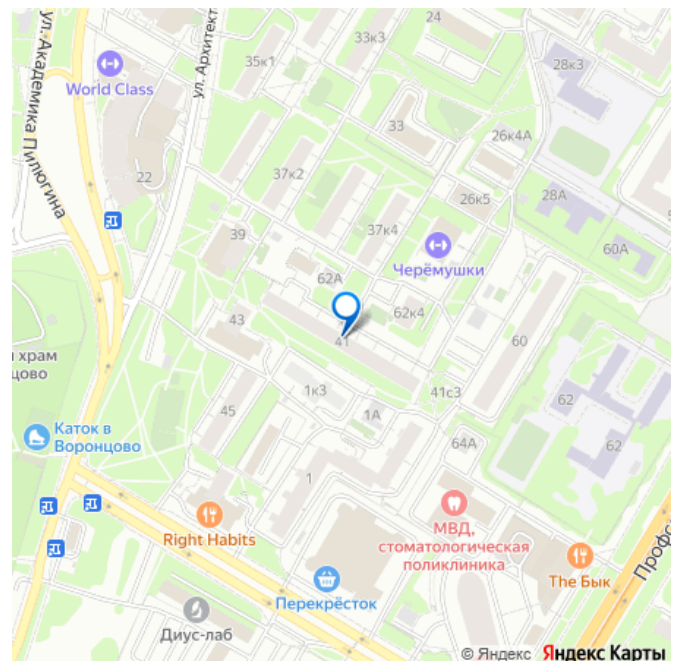 24
33к3
ул. Академика Пилюгина
World Class
ул. Архитект
35к1
28к3
33
26к4А
22
37к2
26к5
28А
39
37к4
Черёмушки
60А
62А
62к4
43
41
60
й храм
цово
1к3
41с3
62
45
1А
Каток в
Воронцово
64А
62
1
МВД,
стоматологическая
поликлиника
Right Habits
The Бык
Профсо
Перекрёсток
Диус-лаб
© Яндекс Яндекс Карты